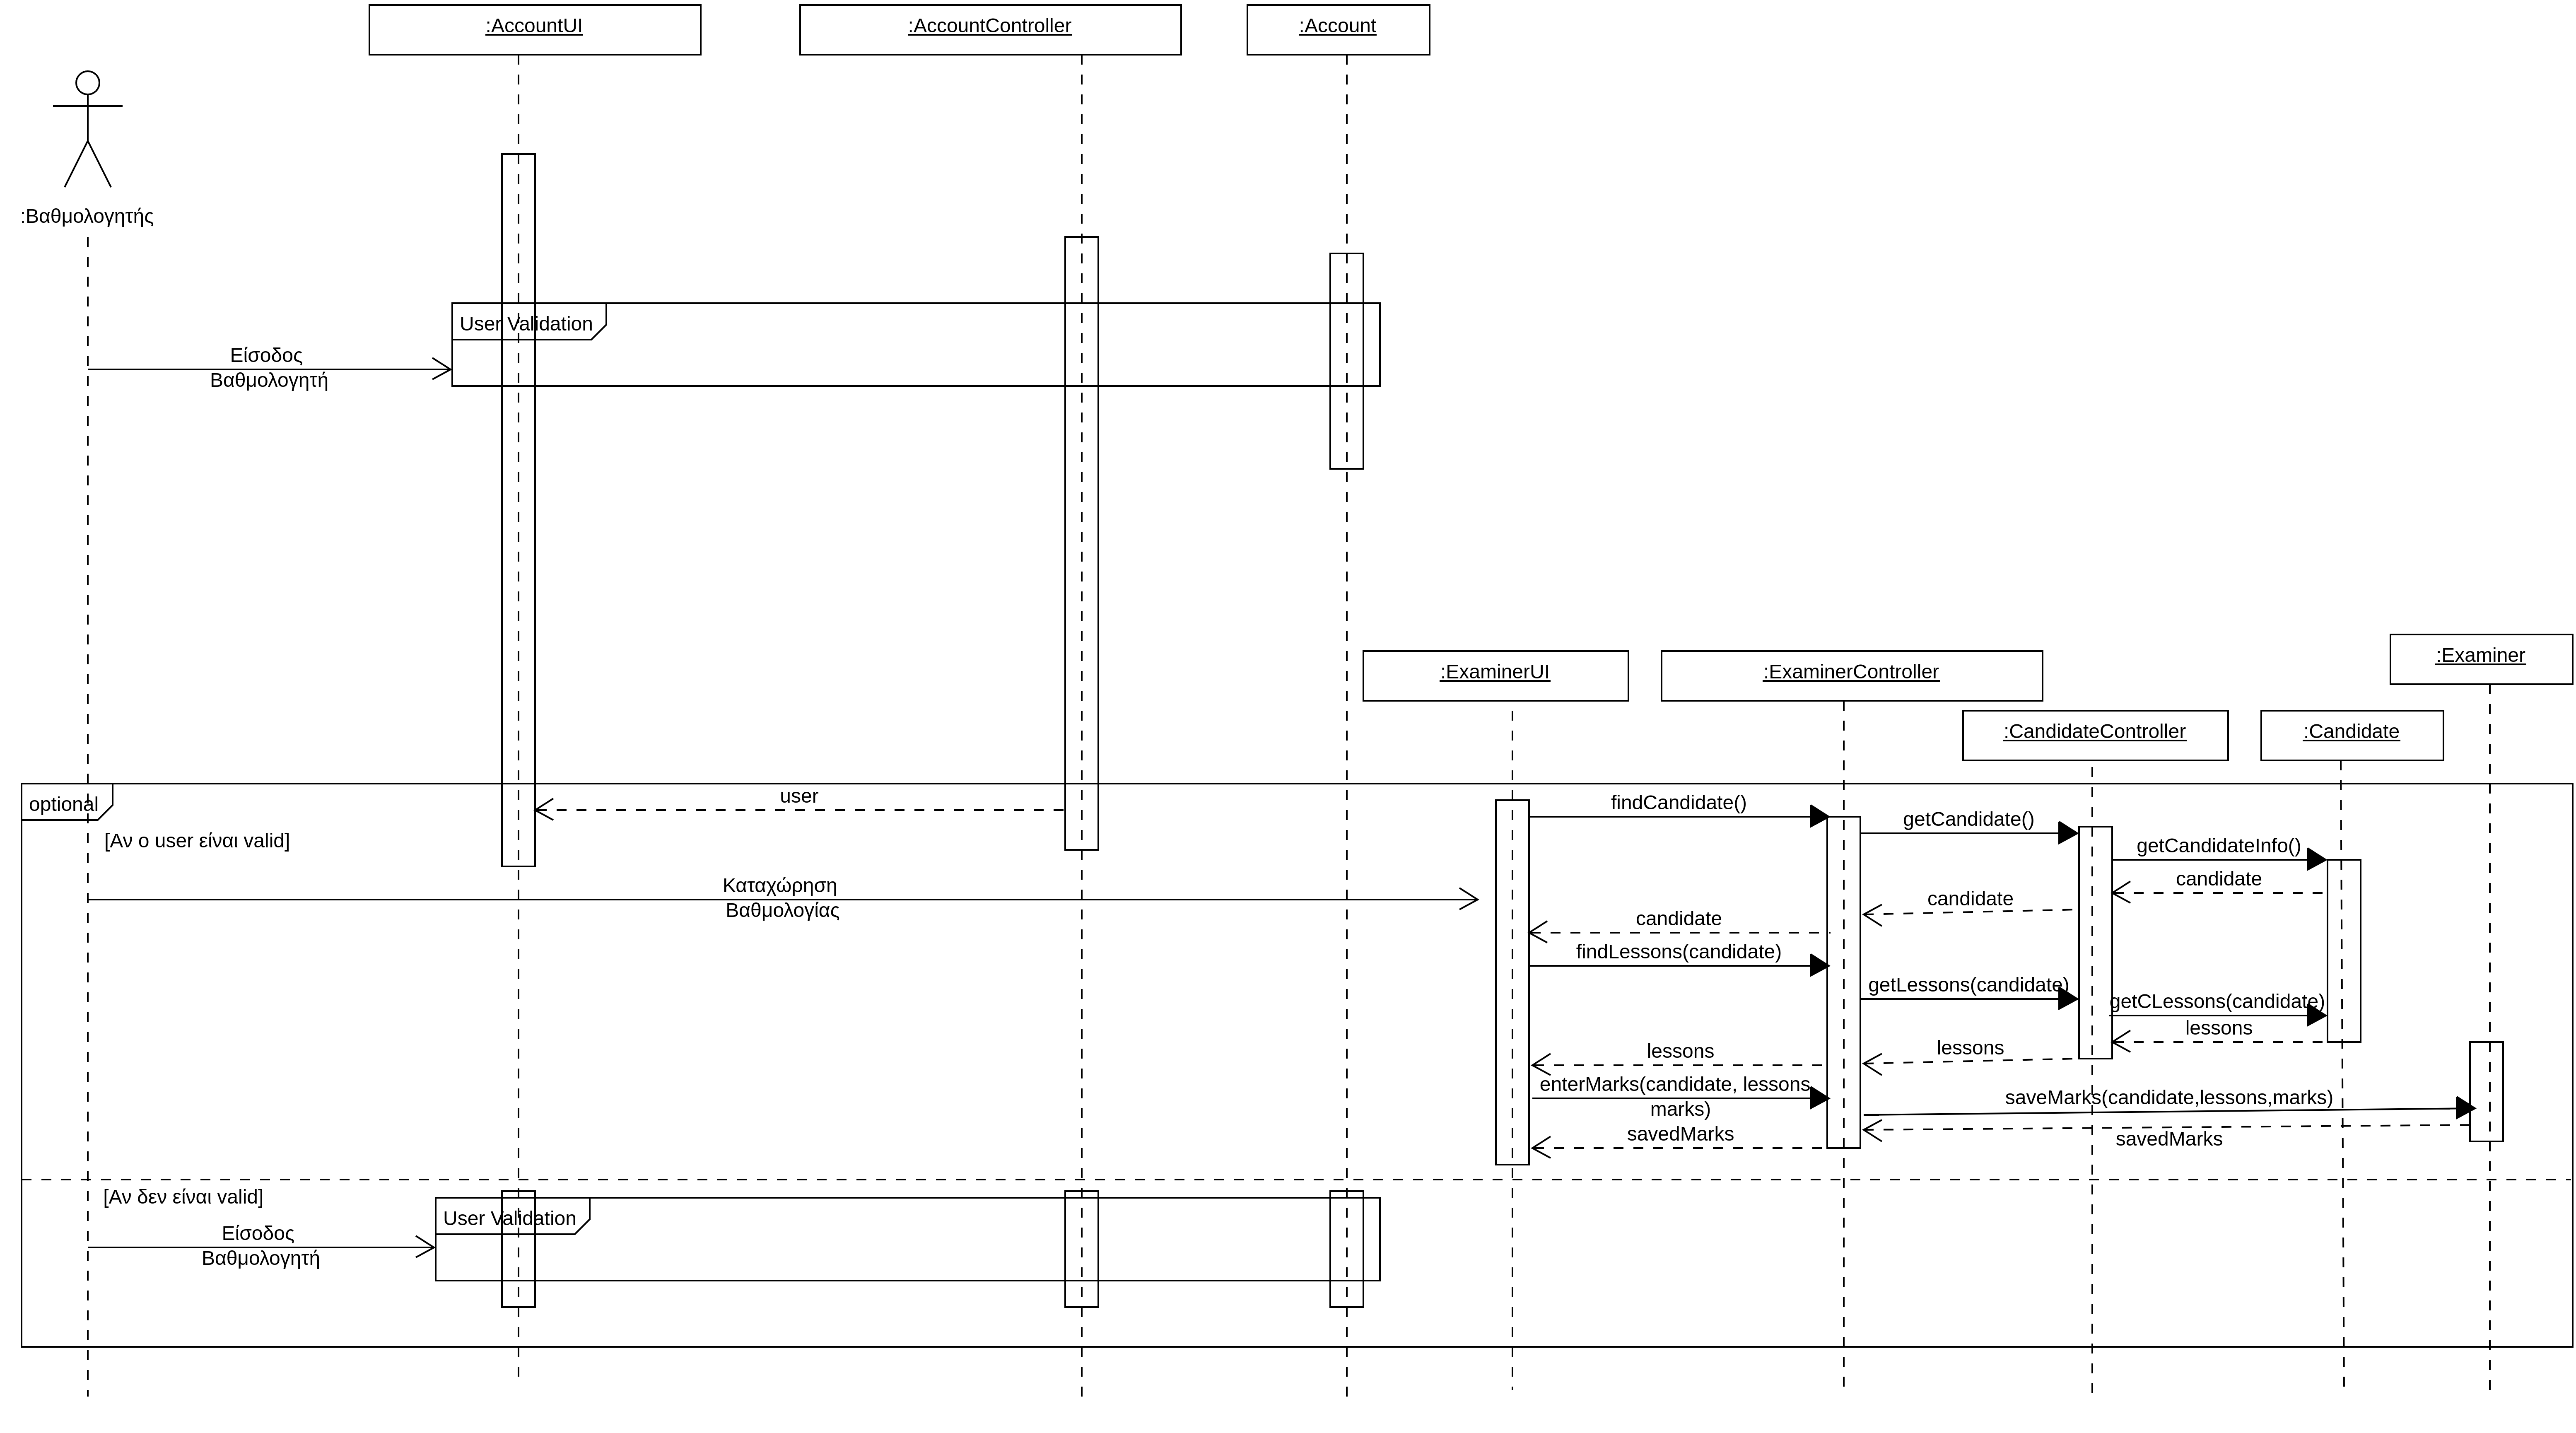 :AccountUI
:AccountController
:Account
:Βαθμολογητής
User Validation
Είσοδος
Βαθμολογητή
:Examiner
:ExaminerUI
:ExaminerController
:CandidateController
:Candidate
optional
[Αν ο user είναι valid]
user
findCandidate()
getCandidate()
getCandidateInfo()
candidate
candidate
candidate
Καταχώρηση
Βαθμολογίας
findLessons(candidate)
getLessons(candidate)
getCLessons(candidate)
lessons
lessons
lessons
enterMarks(candidate, lessons,
marks)
saveMarks(candidate,lessons,marks)
savedMarks
savedMarks
[Αν δεν είναι valid]
User Validation
Είσοδος
Βαθμολογητή